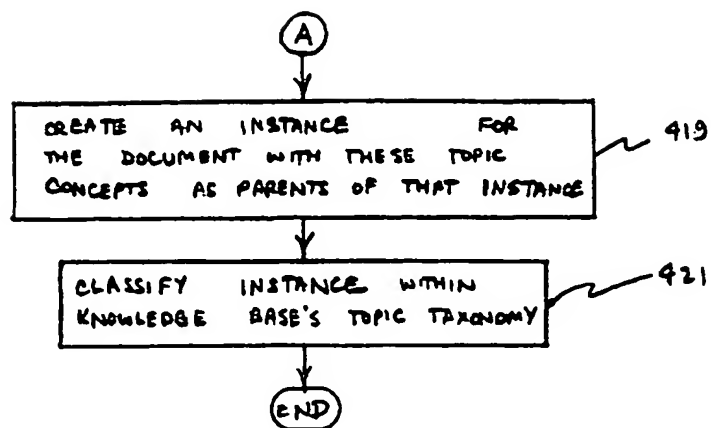 A
CREATE AN INSTANCE FOR
THE DOCUMENT WITH THESE TOPIC
CONCEPTS AS PARENTS OF THAT INSTANCE
419
CLASSIFY INSTANCE WITHIN
KNOWLEDGE BASE'S TOPIC TAXONOMY
421
END